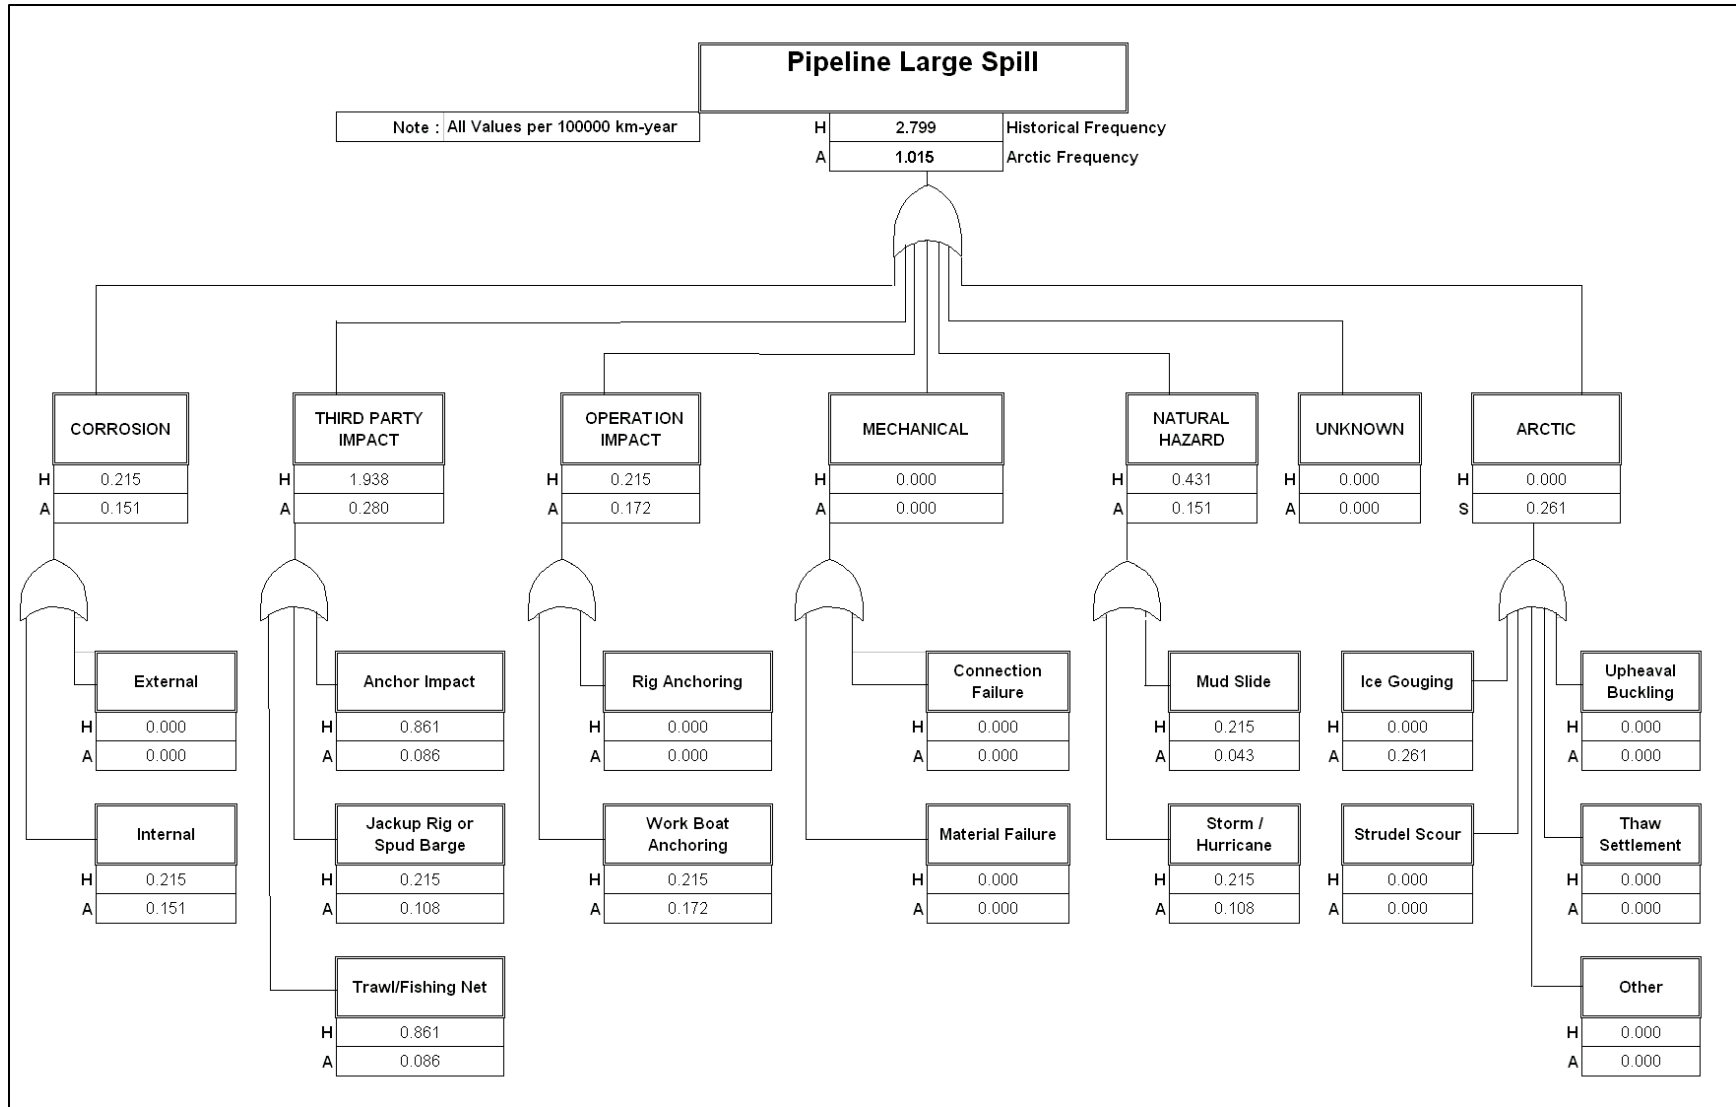 Pipeline Large Spill
Note : All Values per 100000 km-year
H 2.799 Historical Frequency
A 1.015 Arctic Frequency
CORROSION
H 0.215
A 0.151
THIRD PARTY
IMPACT
H 1.938
A 0.280
OPERATION
IMPACT
H 0.215
A 0.172
MECHANICAL
H 0.000
A 0.000
NATURAL
HAZARD
H 0.431
A 0.151
UNKNOWN
H 0.000
A 0.000
ARCTIC
H 0.000
S 0.261
External
H 0.000
A 0.000
Internal
H 0.215
A 0.151
Anchor Impact
H 0.861
A 0.086
Jackup Rig or
Spud Barge
H 0.215
A 0.108
Trawl/Fishing Net
H 0.861
A 0.086
Rig Anchoring
H 0.000
A 0.000
Work Boat
Anchoring
H 0.215
A 0.172
Connection
Failure
H 0.000
A 0.000
Material Failure
H 0.000
A 0.000
Mud Slide
H 0.215
A 0.043
Storm /
Hurricane
H 0.215
A 0.108
Ice Gouging
H 0.000
A 0.261
Strudel Scour
H 0.000
A 0.000
Upheaval
Buckling
H 0.000
A 0.000
Thaw
Settlement
H 0.000
A 0.000
Other
H 0.000
A 0.000